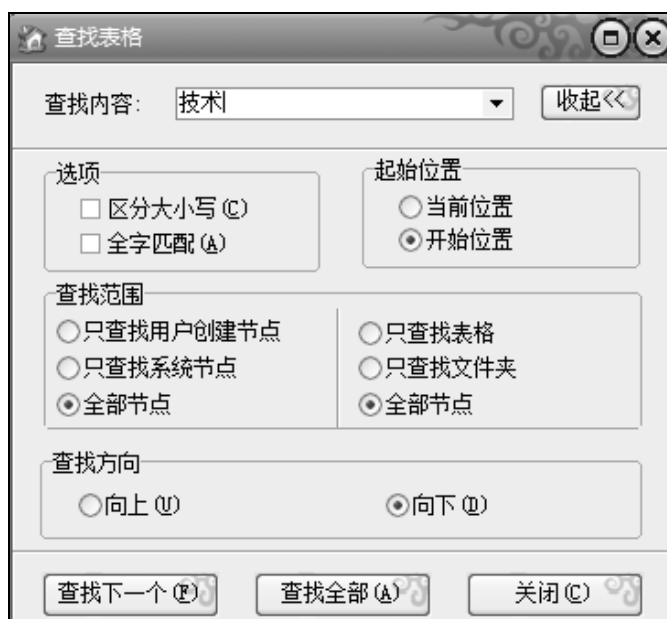 查找表格
查找内容: 技术 收起<<
选项
区分大小写(C)
全字匹配(A)
起始位置
当前位置
开始位置
查找范围
只查找用户创建节点
只查找系统节点
全部节点
只查找表格
只查找文件夹
全部节点
查找方向
向上(U) 向下(D)
查找下一个(F) 查找全部(A) 关闭(C)